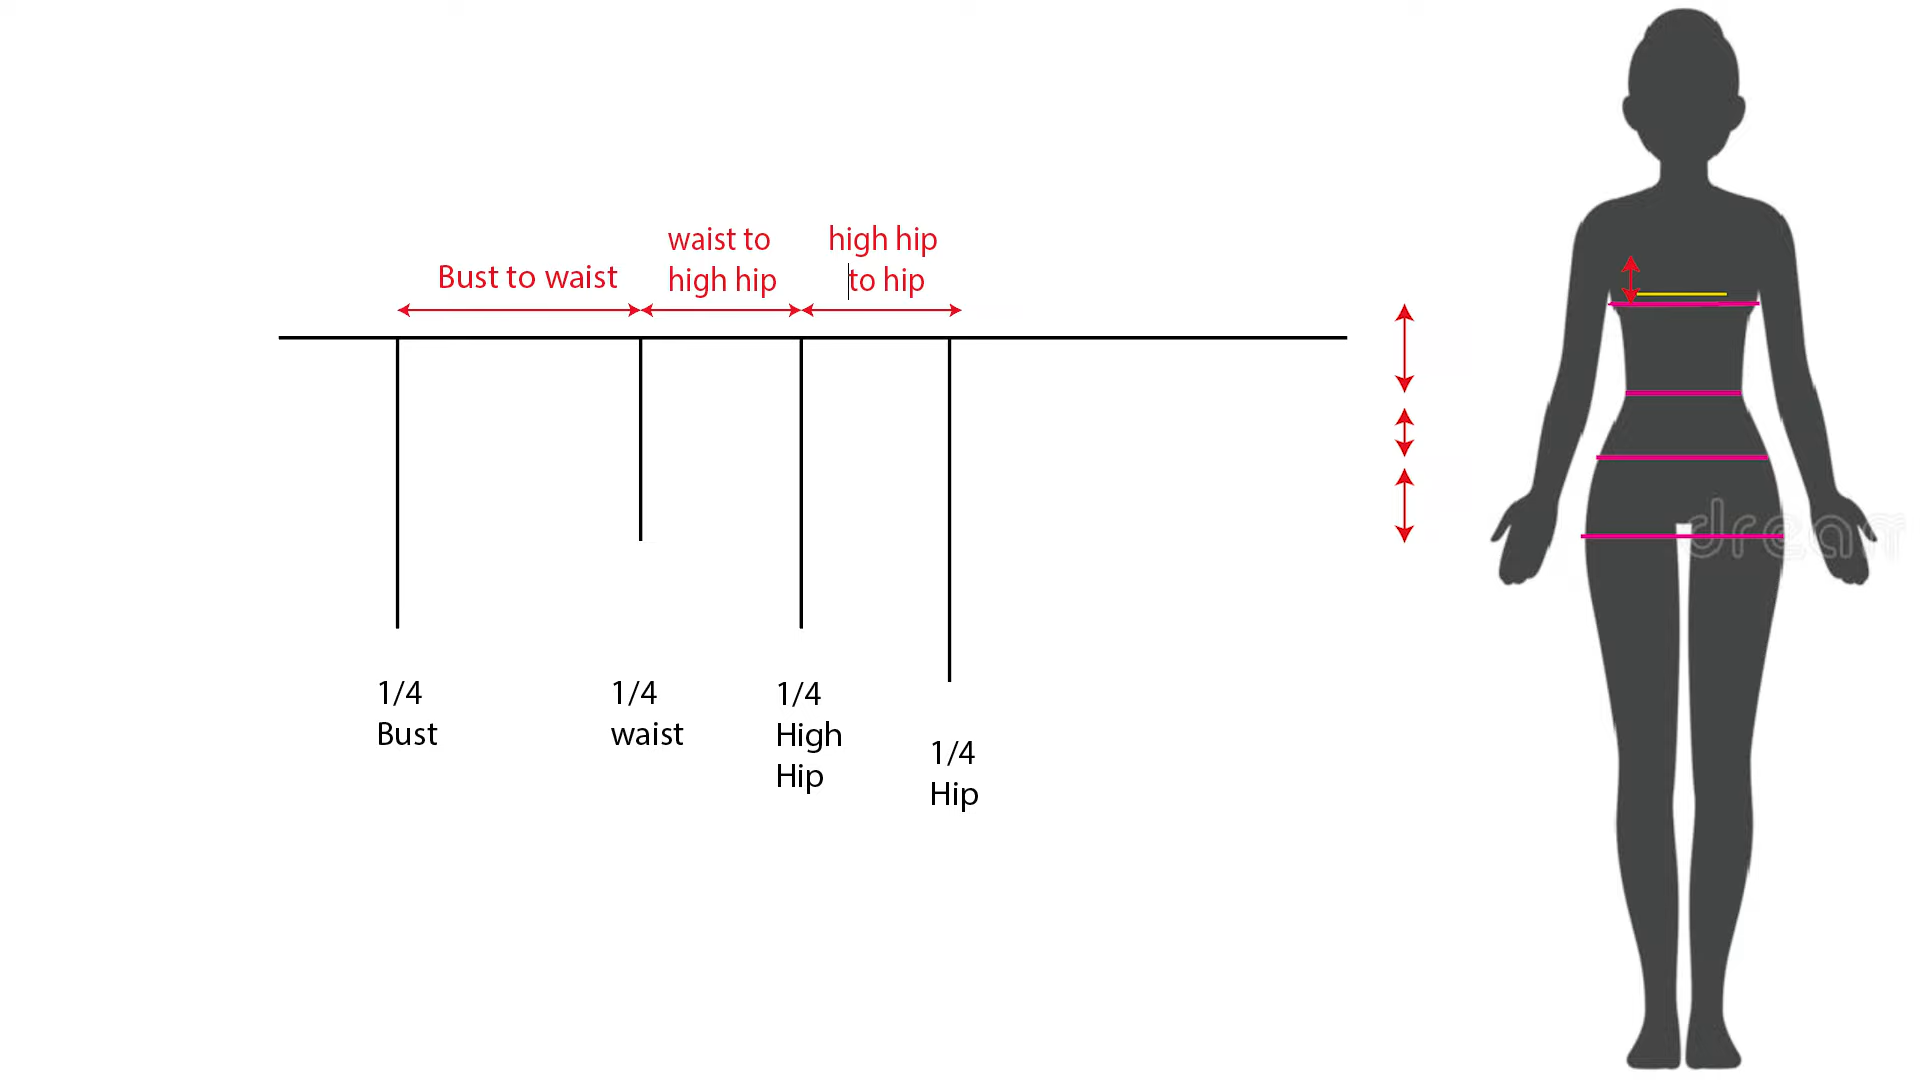 Bust to waist
waist to
high hip
high hip
to hip
1/4
Bust
1/4
waist
1/4
High
Hip
1/4
Hip
dream